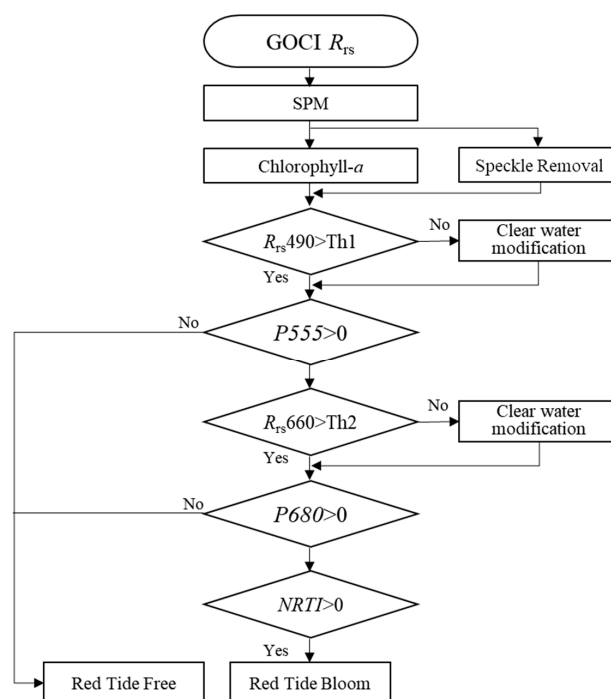 GOCI Rrs
SPM
Chlorophyll-a
Speckle Removal
Rrs490>Th1
No
Clear water
modification
Yes
No
P555>0
Rrs660>Th2
No
Clear water
modification
Yes
No
P680>0
NRTI>0
Yes
Red Tide Free
Red Tide Bloom